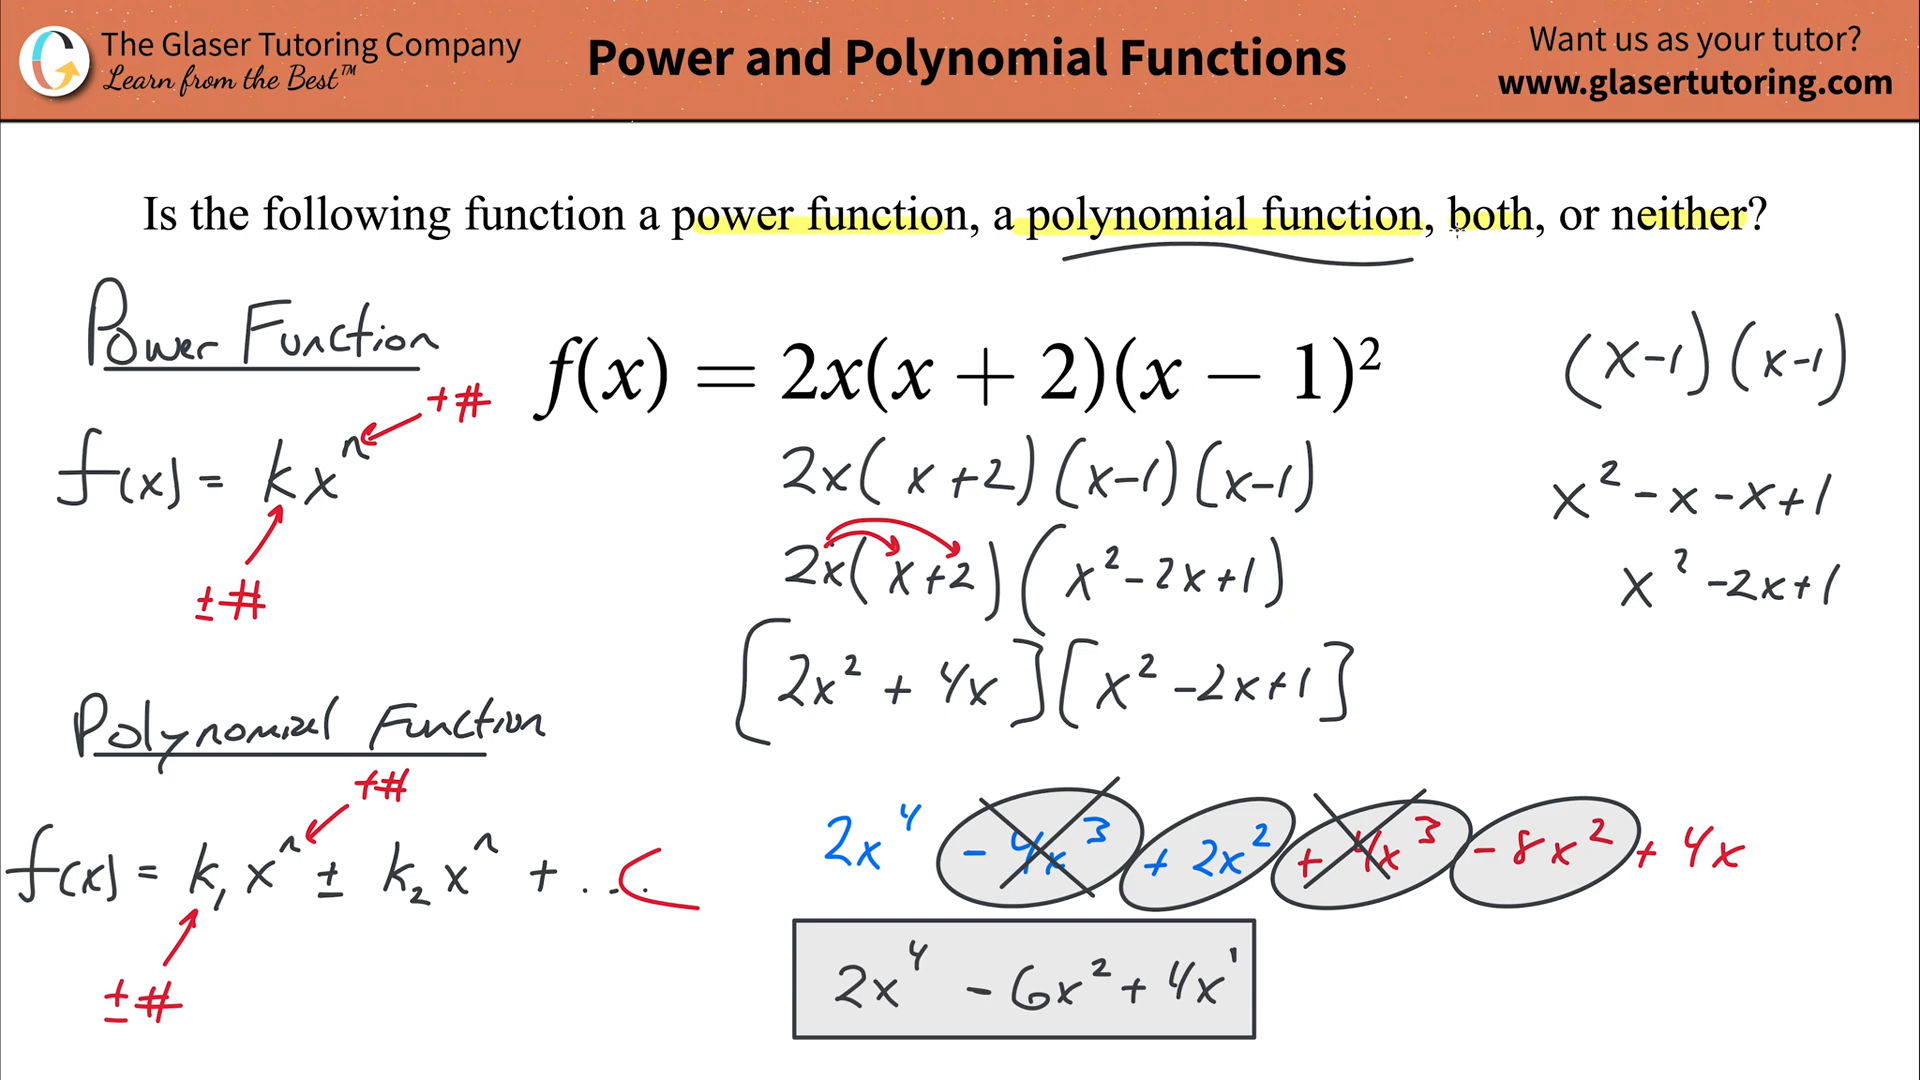 The Glaser Tutoring Company
Learn from the Best™
Power and Polynomial Functions
Want us as your tutor?
www.glasertutoring.com
Is the following function a power function, a polynomial function, both, or neither?
Power Function
f(x) = kxⁿ
+#
±#
f(x) = 2x(x + 2)(x − 1)²
2x(x+2)(x-1)(x-1)
2x(x+2)(x²-2x+1)
[2x² + 4x][x² -2x+1]
(x-1)(x-1)
x² -x -x+1
x² -2x+1
Polynomial Function
+#
f(x) = k₁xⁿ ± k₂xⁿ + ...
±#
2x⁴ - 4x³ + 2x² + 4x³ - 8x² + 4x
2x⁴ - 6x² + 4x¹